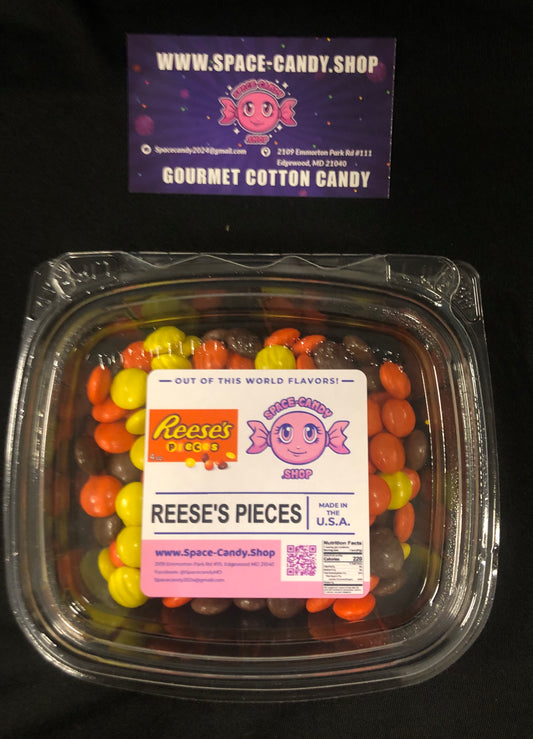 WWW.SPACE-CANDY.SHOP
SPACE-CANDY
.SHOP
Spacecandy2024@gmail.com
2109 Emmorton Park Rd #111
Edgewood, MD 21040
GOURMET COTTON CANDY
OUT OF THIS WORLD FLAVORS!
Reese's
PIECES
SPACE-CANDY
.SHOP
REESE'S PIECES
MADE IN
THE
U.S.A.
www.Space-Candy.Shop
Nutrition Facts
Calories 220